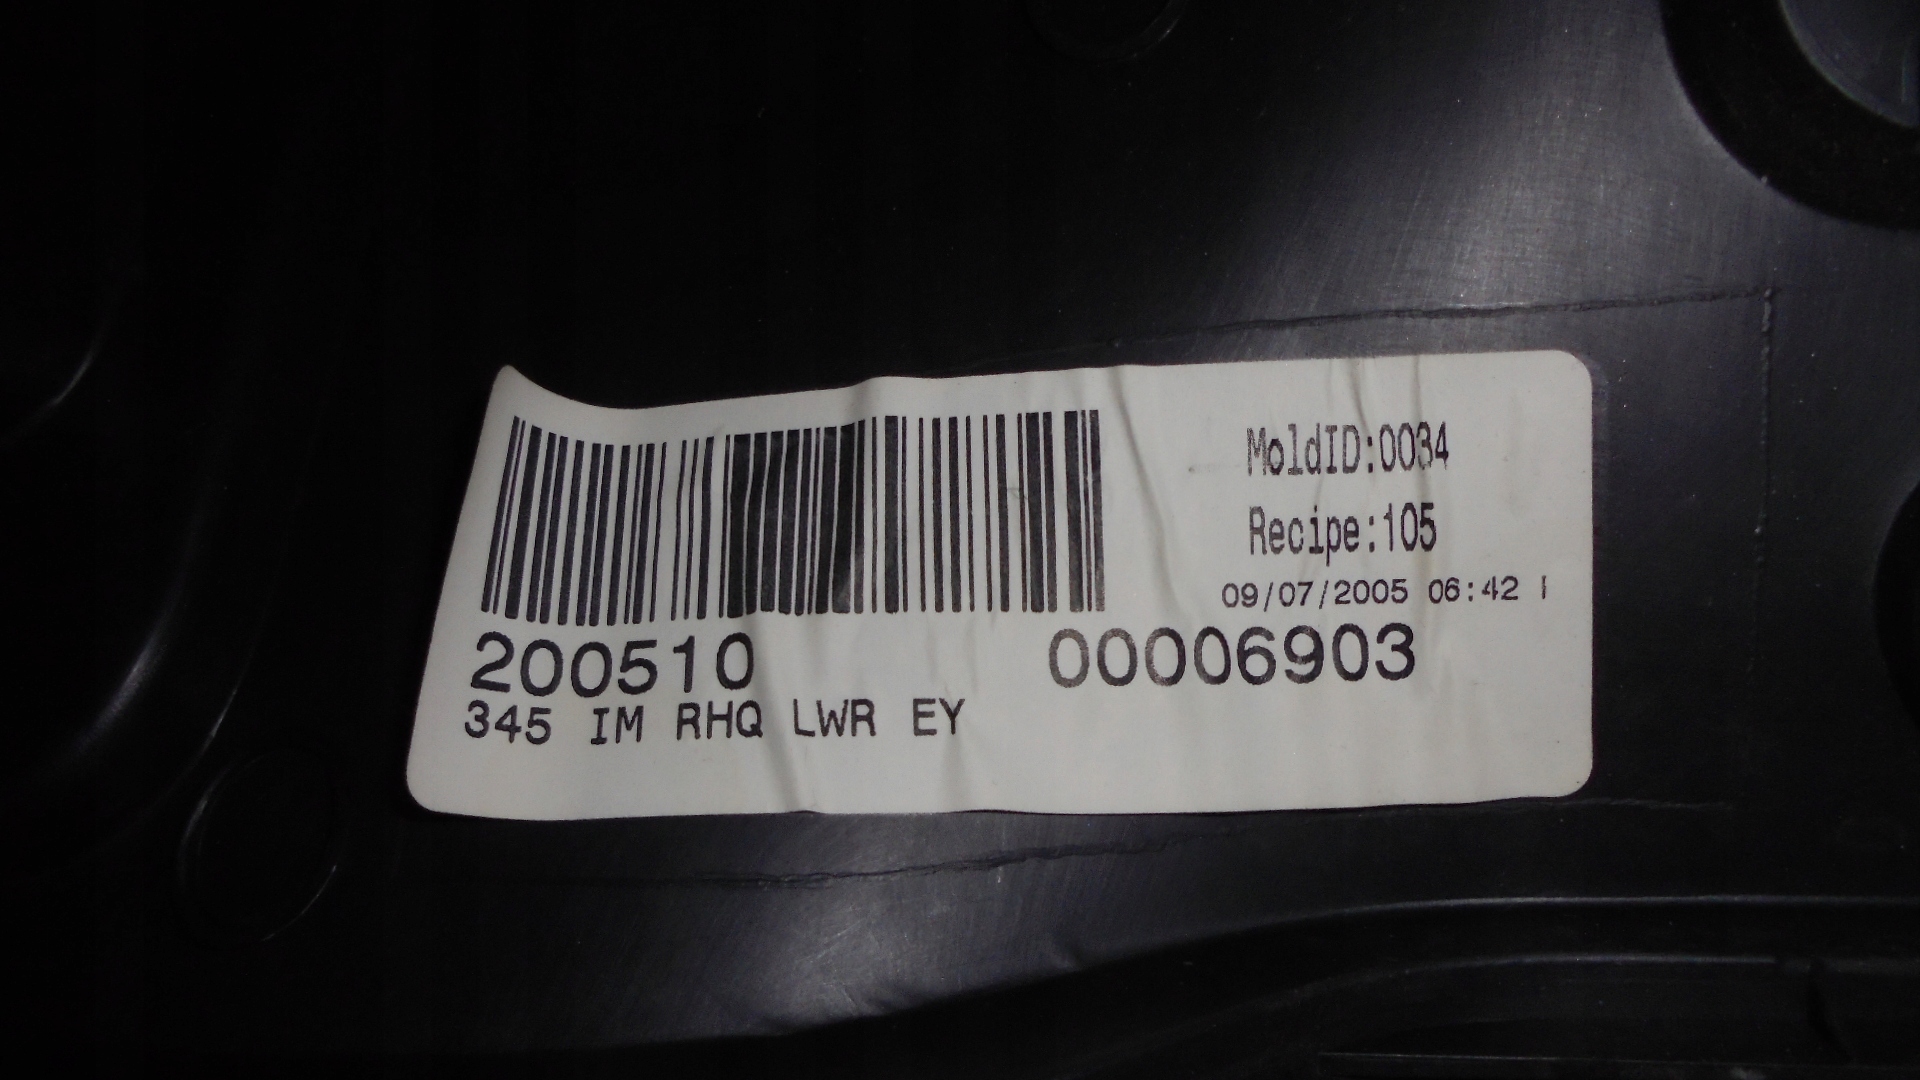 MoldID:0034
Recipe:105
09/07/2005 06:42
200510 00006903
345 IM RHQ LWR EY